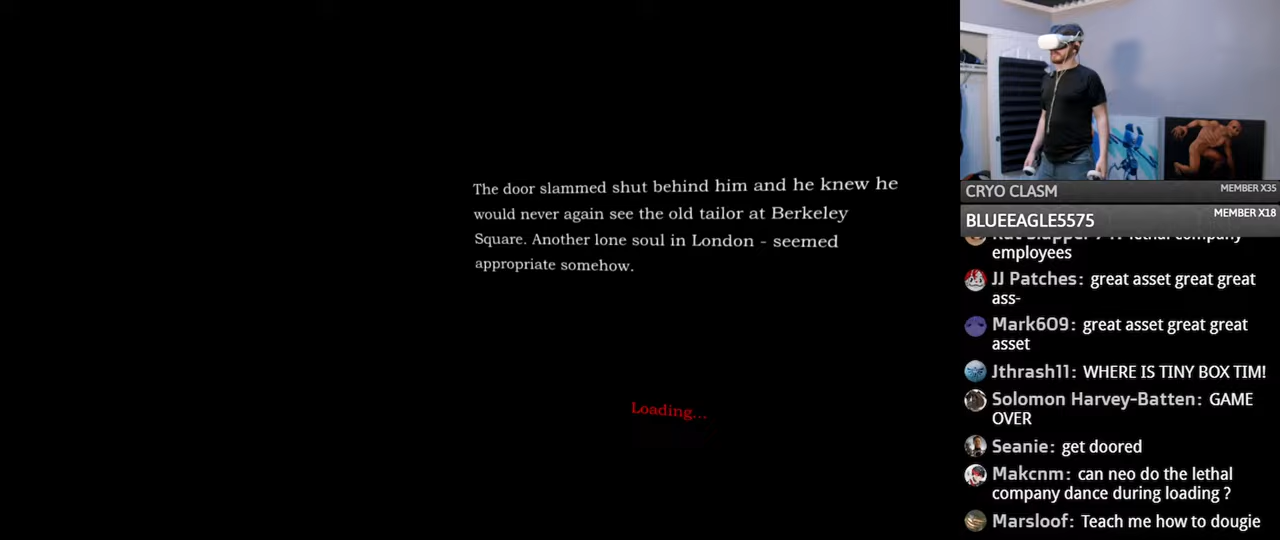 The door slammed shut behind him and he knew he
would never again see the old tailor at Berkeley
Square. Another lone soul in London - seemed
appropriate somehow.
Loading...
CRYO CLASM
MEMBER X35
BLUEEAGLE5575
MEMBER X18
lethal company
employees
JJ Patches: great asset great great
ass-
Mark609: great asset great great
asset
Jthrash11: WHERE IS TINY BOX TIM!
Solomon Harvey-Batten: GAME
OVER
Seanie: get doored
Makcnm: can neo do the lethal
company dance during loading ?
Marsloof: Teach me how to dougie